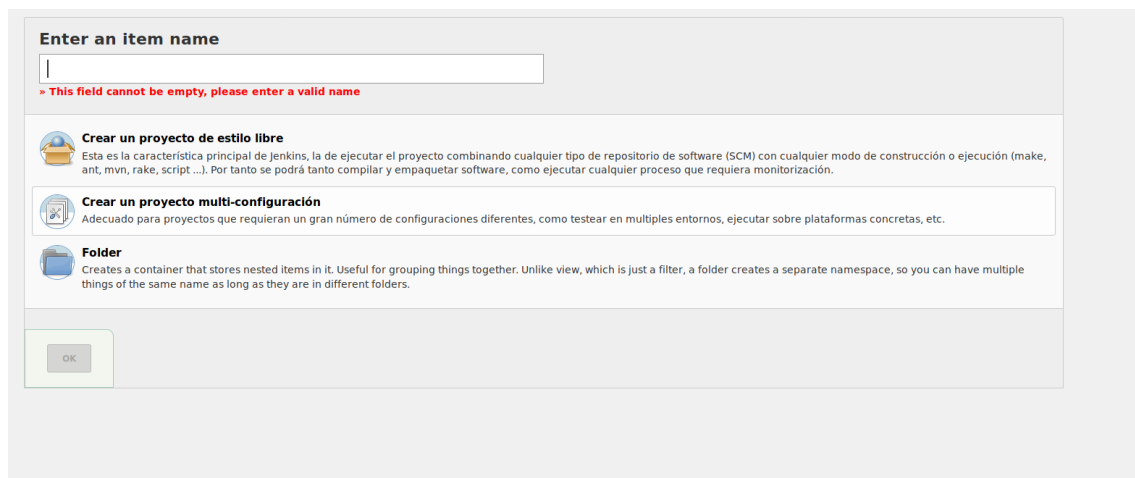 Enter an item name
» This field cannot be empty, please enter a valid name
Crear un proyecto de estilo libre
Esta es la característica principal de Jenkins, la de ejecutar el proyecto combinando cualquier tipo de repositorio de software (SCM) con cualquier modo de construcción o ejecución (make,
ant, mvn, rake, script ...). Por tanto se podrá tanto compilar y empaquetar software, como ejecutar cualquier proceso que requiera monitorización.
Crear un proyecto multi-configuración
Adecuado para proyectos que requieran un gran número de configuraciones diferentes, como testear en multiples entornos, ejecutar sobre plataformas concretas, etc.
Folder
Creates a container that stores nested items in it. Useful for grouping things together. Unlike view, which is just a filter, a folder creates a separate namespace, so you can have multiple
things of the same name as long as they are in different folders.
OK